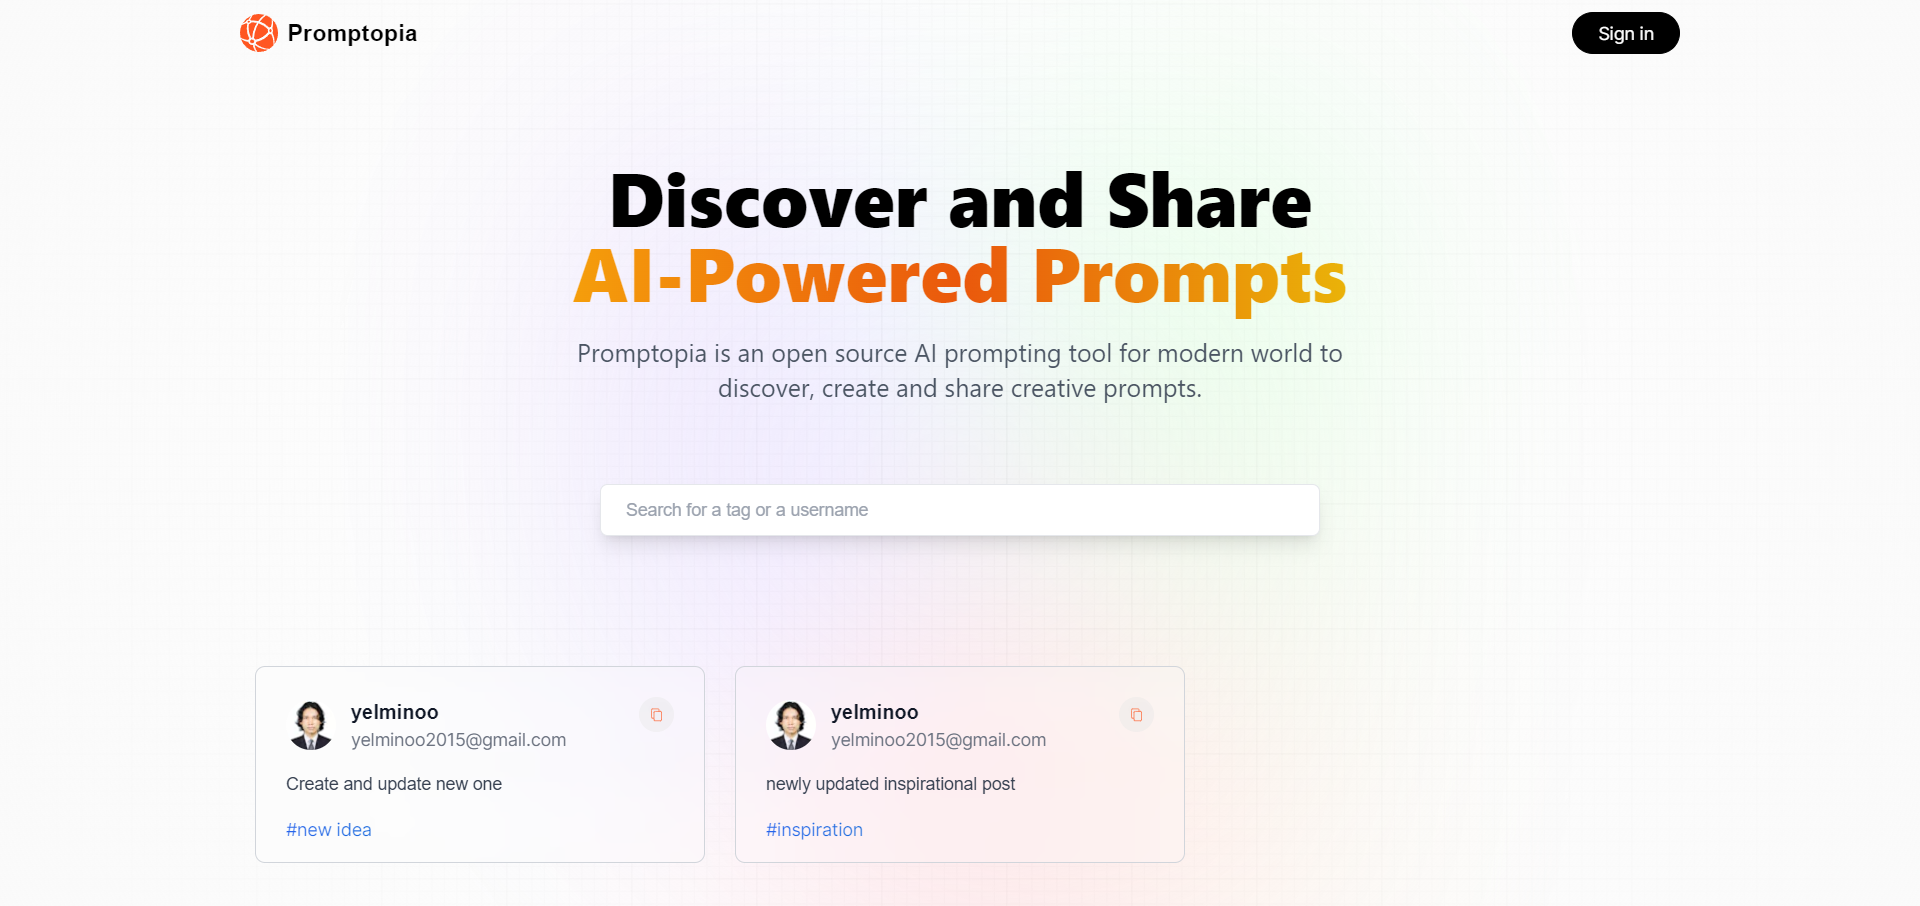 Promptopia
Sign in
Discover and Share
AI-Powered Prompts
Promptopia is an open source AI prompting tool for modern world to
discover, create and share creative prompts.
Search for a tag or a username
yelminoo
yelminoo2015@gmail.com
Create and update new one
#new idea
yelminoo
yelminoo2015@gmail.com
newly updated inspirational post
#inspiration